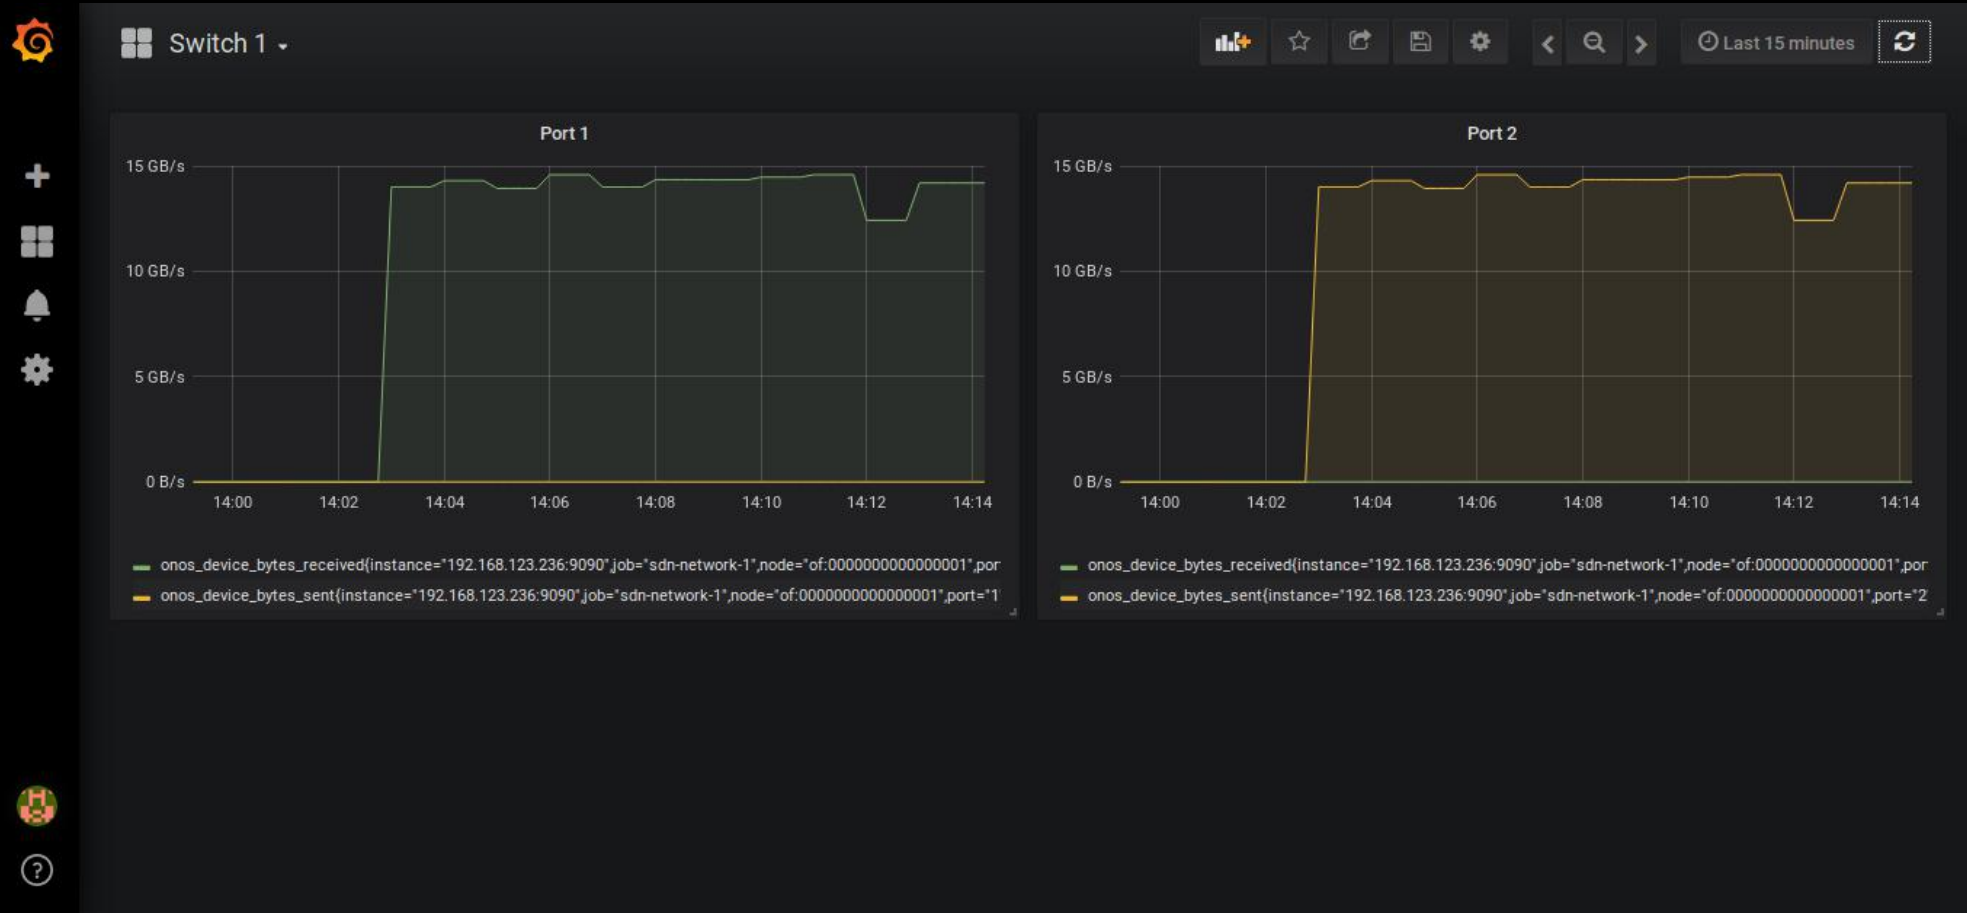 Switch 1
Last 15 minutes
Port 1
15 GB/s
10 GB/s
5 GB/s
0 B/s
14:00 14:02 14:04 14:06 14:08 14:10 14:12 14:14
onos_device_bytes_received{instance="192.168.123.236:9090",job="sdn-network-1",node="of:0000000000000001",por
onos_device_bytes_sent{instance="192.168.123.236:9090",job="sdn-network-1",node="of:0000000000000001",port="1"
Port 2
15 GB/s
10 GB/s
5 GB/s
0 B/s
14:00 14:02 14:04 14:06 14:08 14:10 14:12 14:14
onos_device_bytes_received{instance="192.168.123.236:9090",job="sdn-network-1",node="of:0000000000000001",por
onos_device_bytes_sent{instance="192.168.123.236:9090",job="sdn-network-1",node="of:0000000000000001",port="2